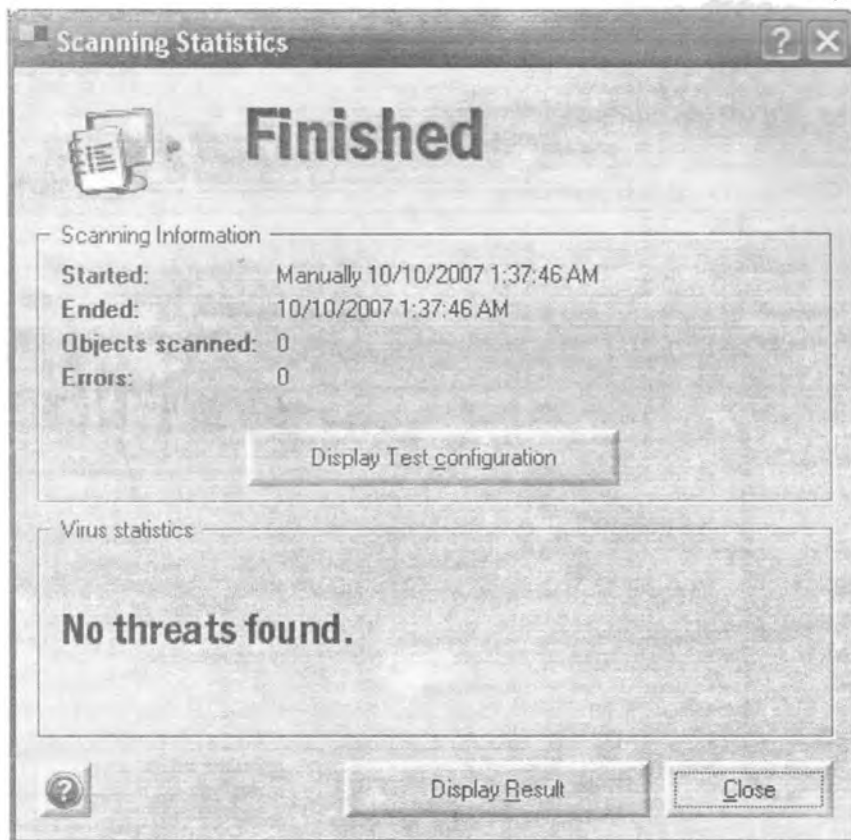 Scanning Statistics
Finished
Scanning Information
Started: Manually 10/10/2007 1:37:46 AM
Ended: 10/10/2007 1:37:46 AM
Objects scanned: 0
Errors: 0
Display Test configuration
Virus statistics
No threats found.
Display Result
Close